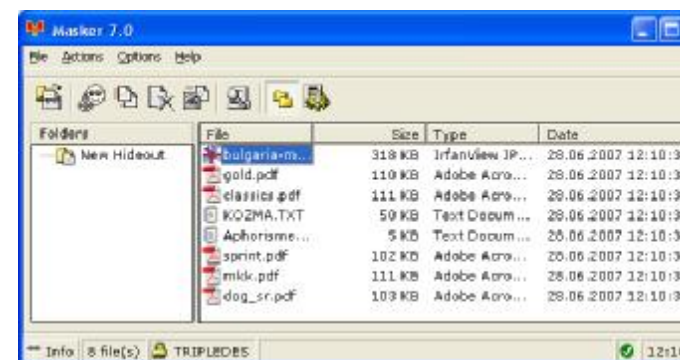 Masker 7.0
File Actions Options Help
Folders File Size Type Date
New Hideout
bulgaria-m... 318 KB IrfanView JP... 28.06.2007 12:10:3
gold.pdf 110 KB Adobe Acro... 28.06.2007 12:10:3
classics.pdf 111 KB Adobe Acro... 28.06.2007 12:10:3
KOZMA.TXT 50 KB Text Docum... 28.06.2007 12:10:3
Aphorisme... 5 KB Text Docum... 28.06.2007 12:10:3
sprint.pdf 102 KB Adobe Acro... 28.06.2007 12:10:3
mkk.pdf 111 KB Adobe Acro... 28.06.2007 12:10:3
dog_sr.pdf 103 KB Adobe Acro... 28.06.2007 12:10:3
Info 8 file(s) TRIPLEDES 12:1